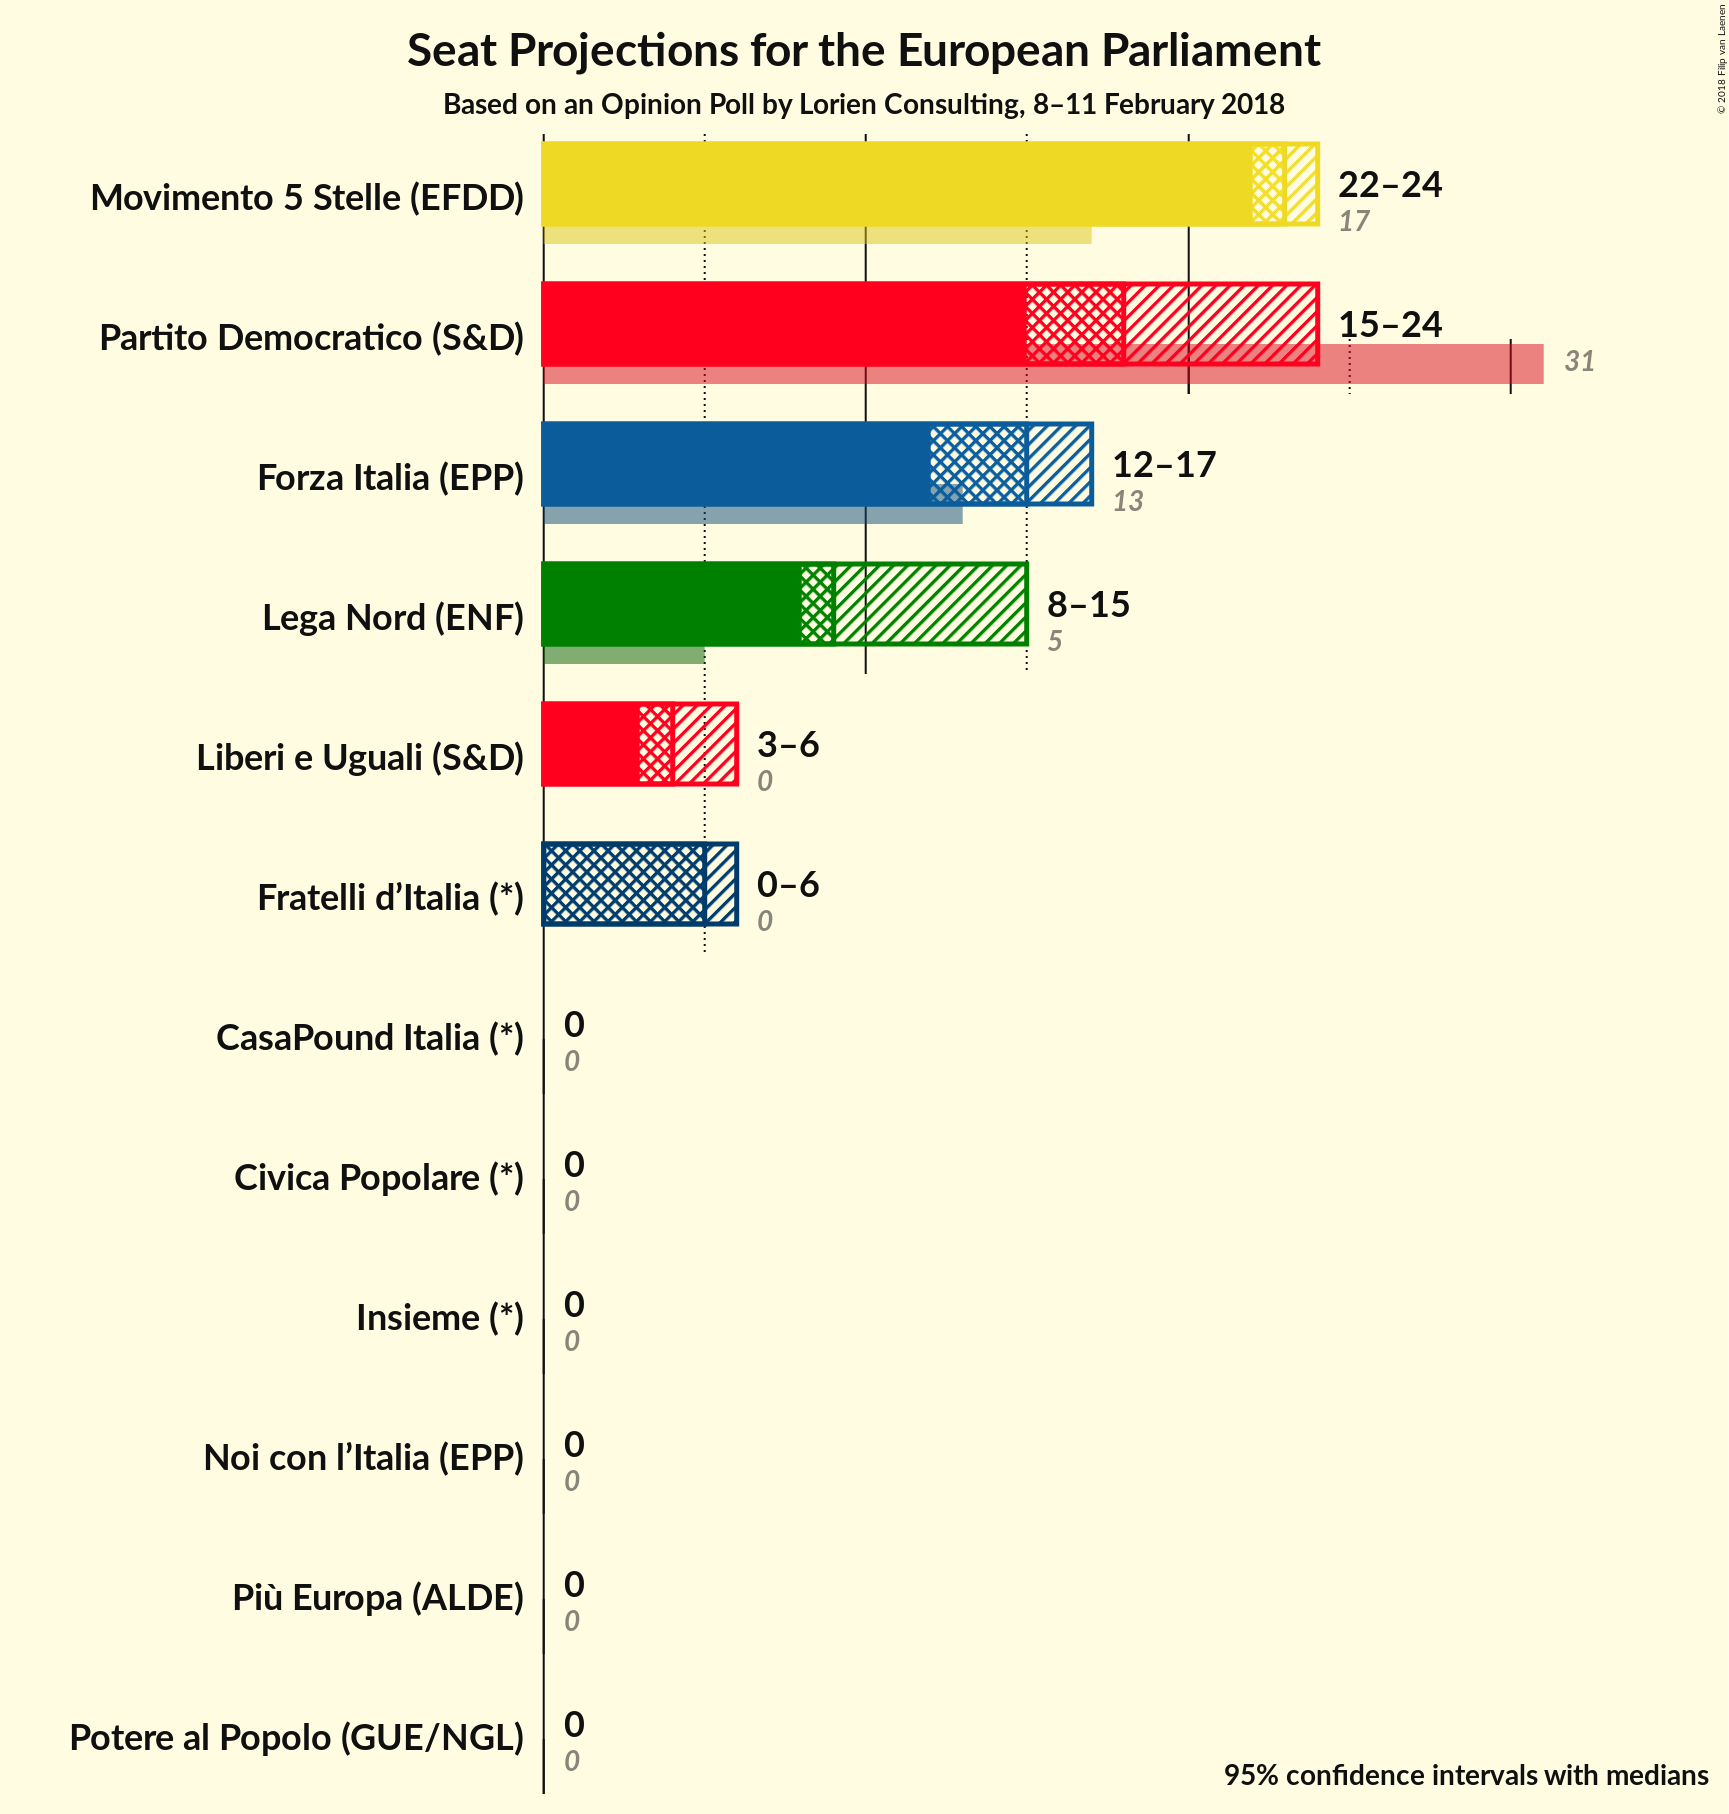 Seat Projections for the European Parliament
Based on an Opinion Poll by Lorien Consulting, 8–11 February 2018
© 2018 Filip van Laenen
Movimento 5 Stelle (EFDD)
22–24
17
Partito Democratico (S&D)
15–24
31
Forza Italia (EPP)
12–17
13
Lega Nord (ENF)
8–15
5
Liberi e Uguali (S&D)
3–6
0
Fratelli d’Italia (*)
0–6
0
CasaPound Italia (*)
0
0
Civica Popolare (*)
0
0
Insieme (*)
0
0
Noi con l’Italia (EPP)
0
0
Più Europa (ALDE)
0
0
Potere al Popolo (GUE/NGL)
0
0
95% confidence intervals with medians